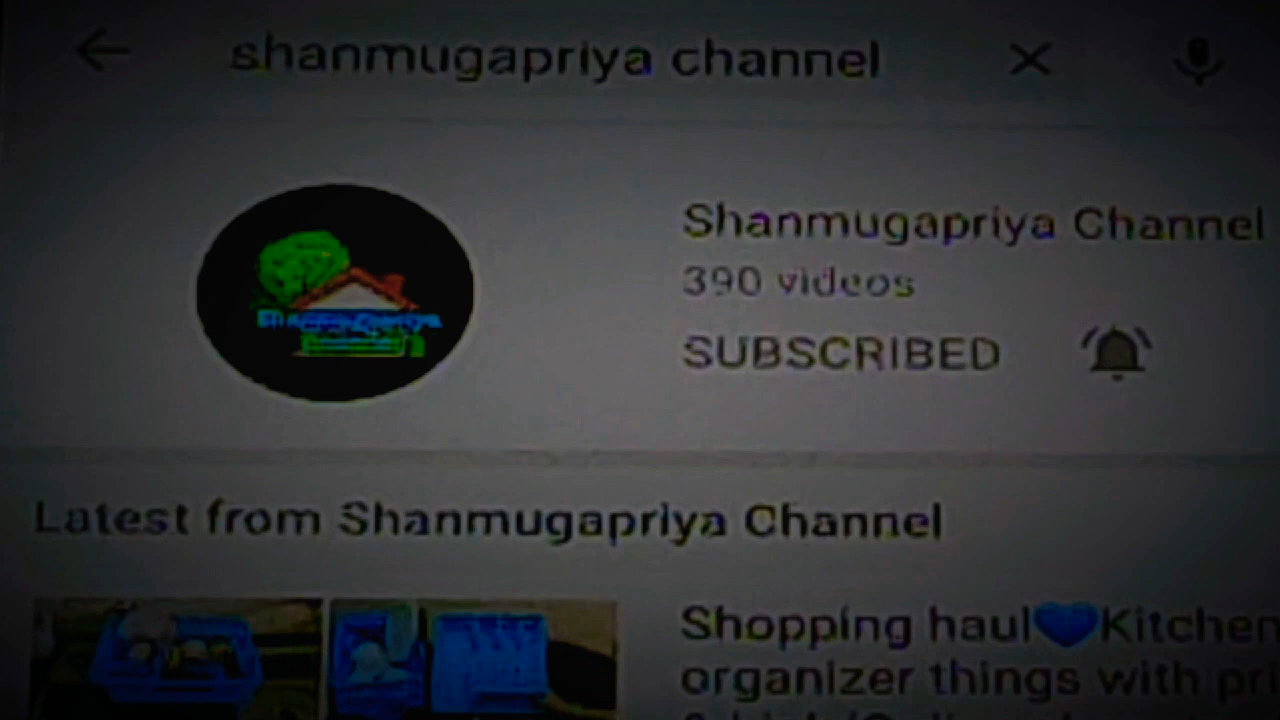 shanmugapriya channel
Shanmugapriya Channel
390 videos
SUBSCRIBED
Latest from Shanmugapriya Channel
Shopping haul💙Kitchen
organizer things with